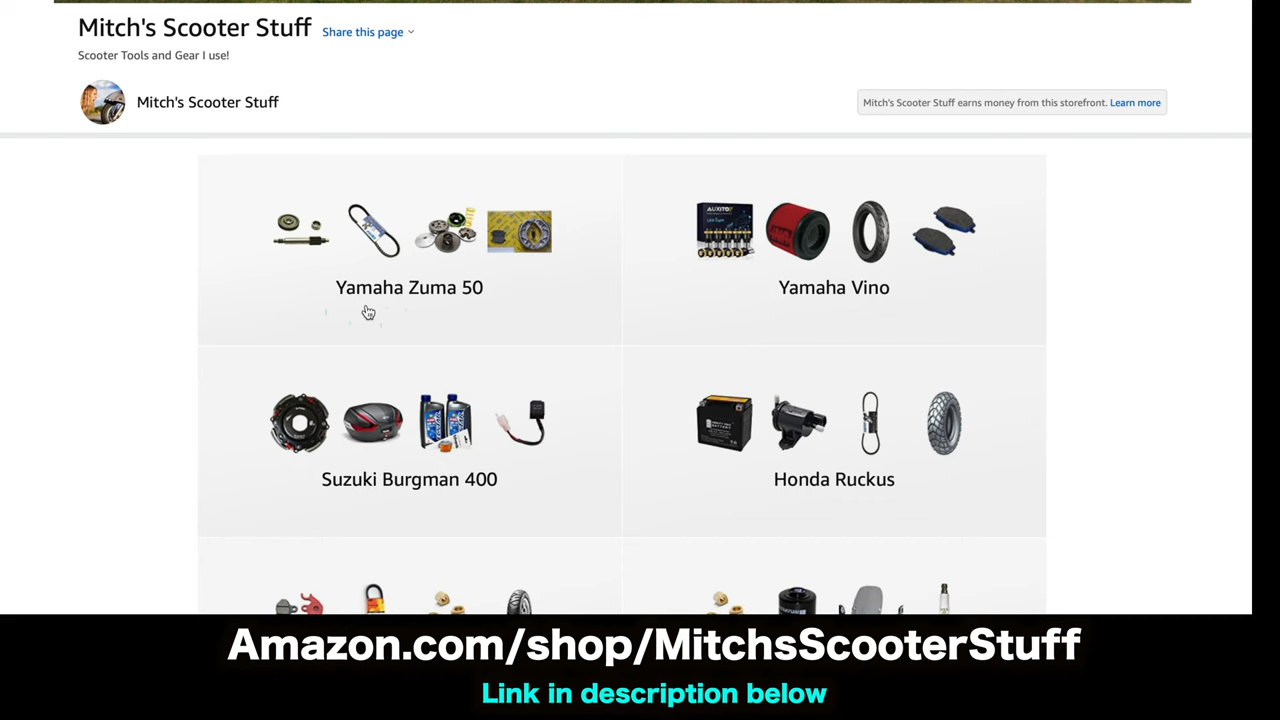 Mitch's Scooter Stuff
Share this page
Scooter Tools and Gear I use!
Mitch's Scooter Stuff
Mitch's Scooter Stuff earns money from this storefront. Learn more
AUXITO
Yamaha Zuma 50
Yamaha Vino
Suzuki Burgman 400
Honda Ruckus
Amazon.com/shop/MitchsScooterStuff
Link in description below